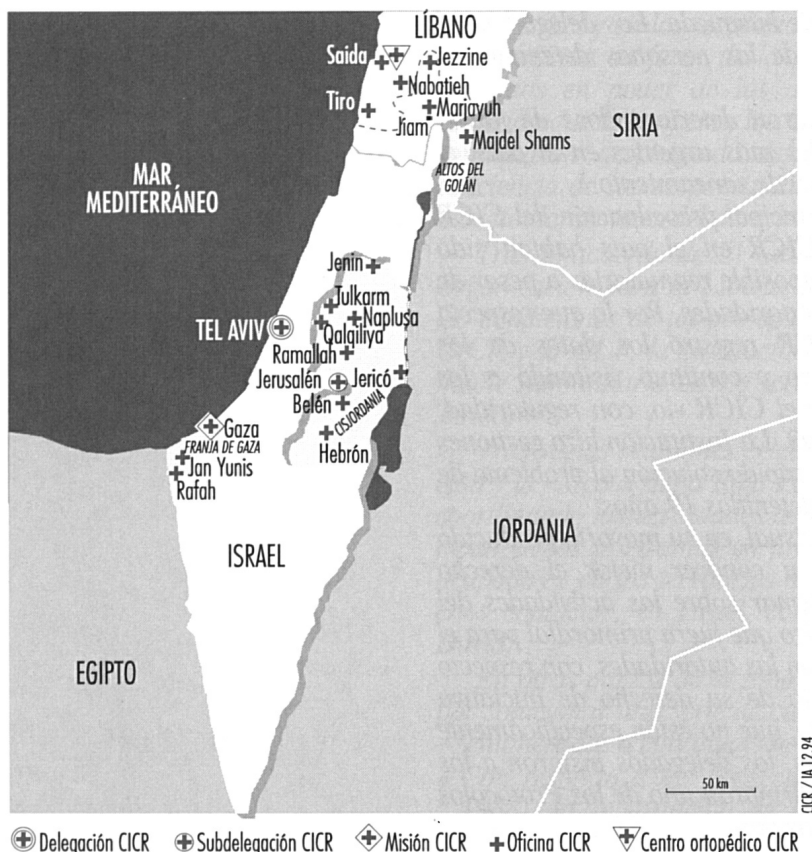 LÍBANO
Saida
Jezzine
Nabatieh
Tiro
Marjayuh
Jiam
SIRIA
Majdel Shams
ALTOS DEL
GOLÁN
MAR
MEDITERRÁNEO
Jenin
Tulkarm
Naplusa
TEL AVIV
Qalqiliya
Ramallah
Jerusalén
Jericó
Belén
CISJORDANIA
Gaza
FRANJA DE GAZA
Hebrón
Jan Yunis
Rafah
JORDANIA
ISRAEL
EGIPTO
50 km
CICR / IA 12.94
Delegación CICR
Subdelegación CICR
Misión CICR
Oficina CICR
Centro ortopédico CICR